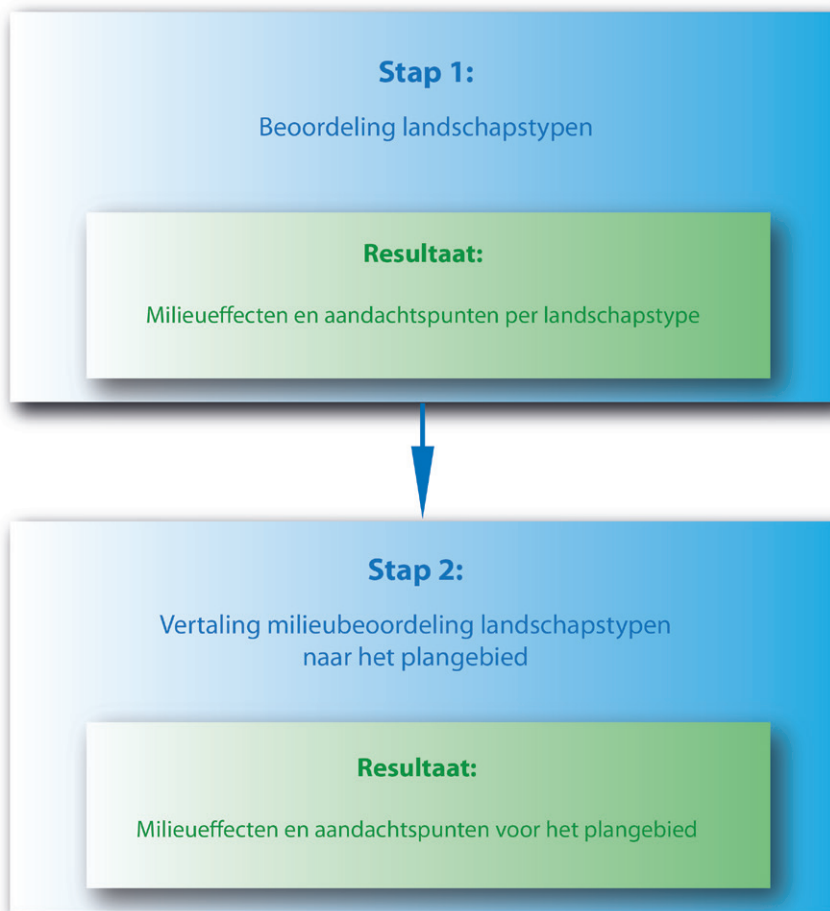 Stap 1:
Beoordeling landschapstypen
Resultaat:
Milieueffecten en aandachtspunten per landschapstype
Stap 2:
Vertaling milieubeoordeling landschapstypen
naar het plangebied
Resultaat:
Milieueffecten en aandachtspunten voor het plangebied